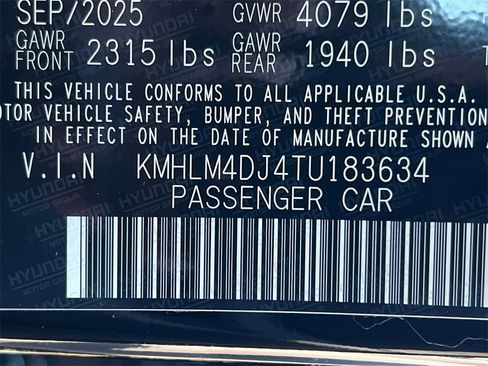 SEP/2025 GVWR 4079 lbs
GAWR FRONT 2315 lbs GAWR REAR 1940 lbs
THIS VEHICLE CONFORMS TO ALL APPLICABLE U.S.A.
VEHICLE SAFETY, BUMPER, AND THEFT PREVENTION
IN EFFECT ON THE DATE OF MANUFACTURE SHOWN
V.I.N KMHLM4DJ4TU183634
PASSENGER CAR